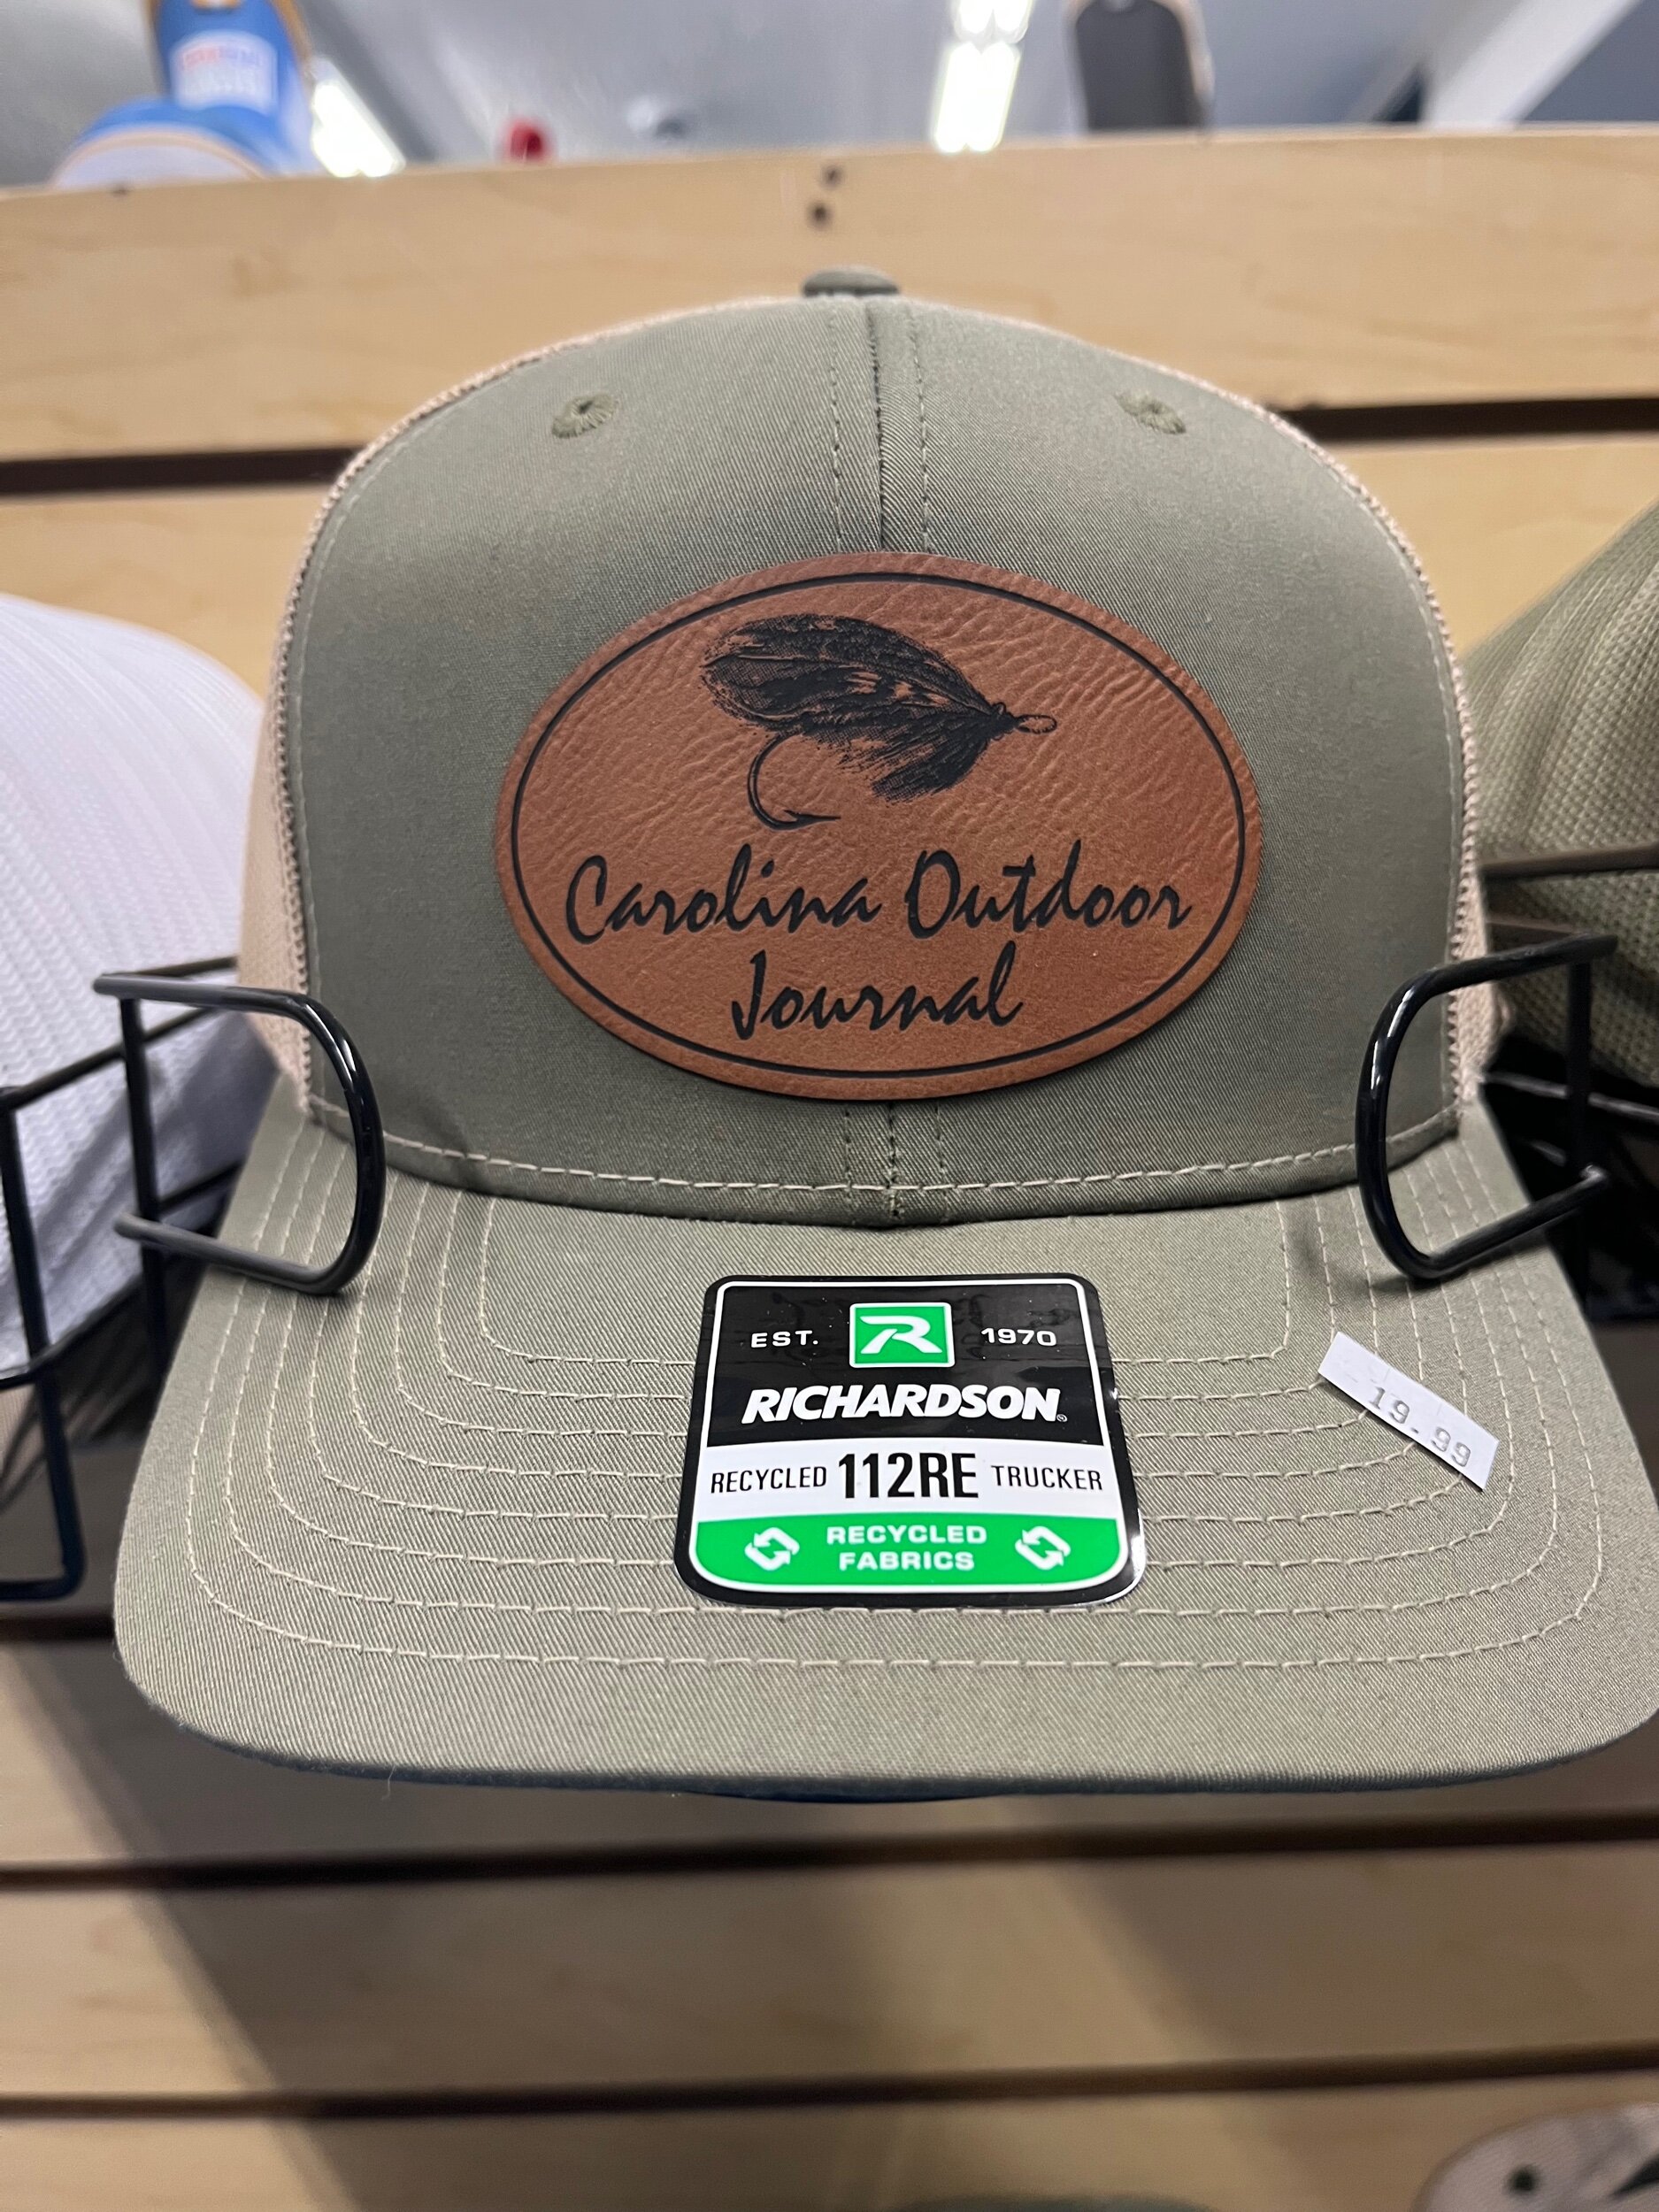 Carolina Outdoor
Journal
EST. R 1970
RICHARDSON®
RECYCLED 112RE TRUCKER
RECYCLED
FABRICS
19.99